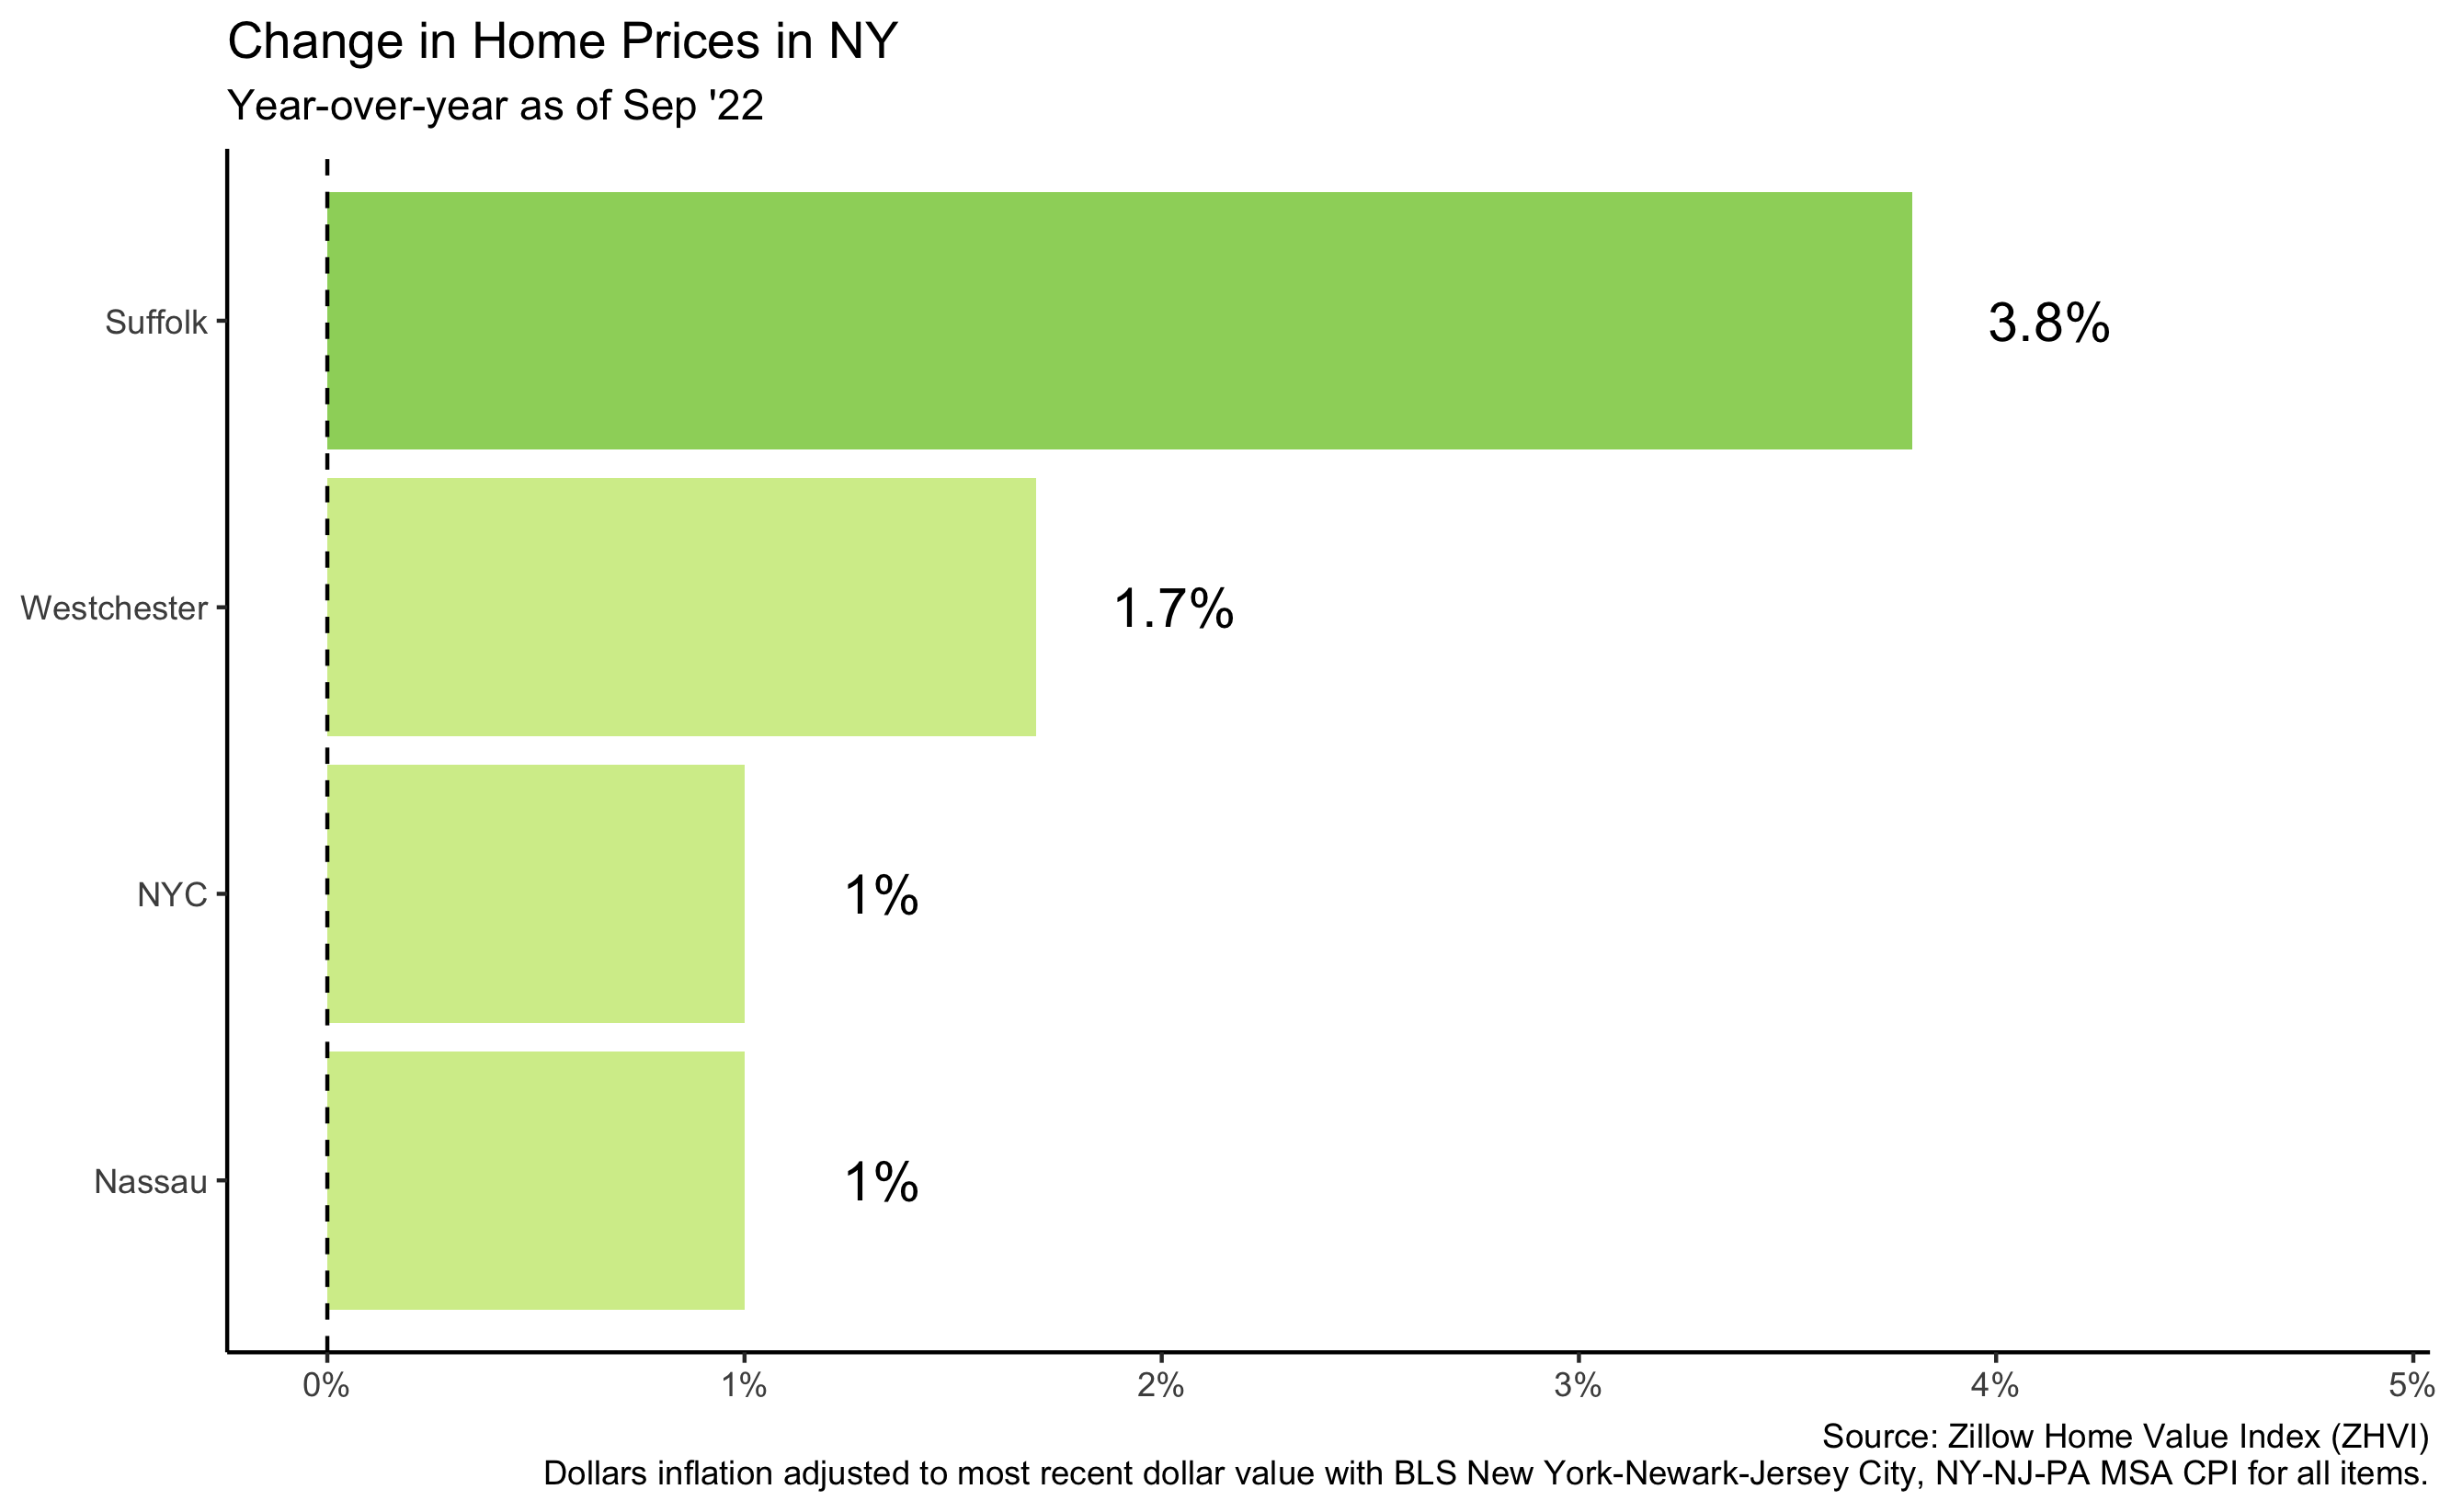 Change in Home Prices in NY
Year-over-year as of Sep '22
Suffolk
3.8%
Westchester
1.7%
NYC
1%
Nassau
1%
0% 1% 2% 3% 4% 5%
Source: Zillow Home Value Index (ZHVI)
Dollars inflation adjusted to most recent dollar value with BLS New York-Newark-Jersey City, NY-NJ-PA MSA CPI for all items.